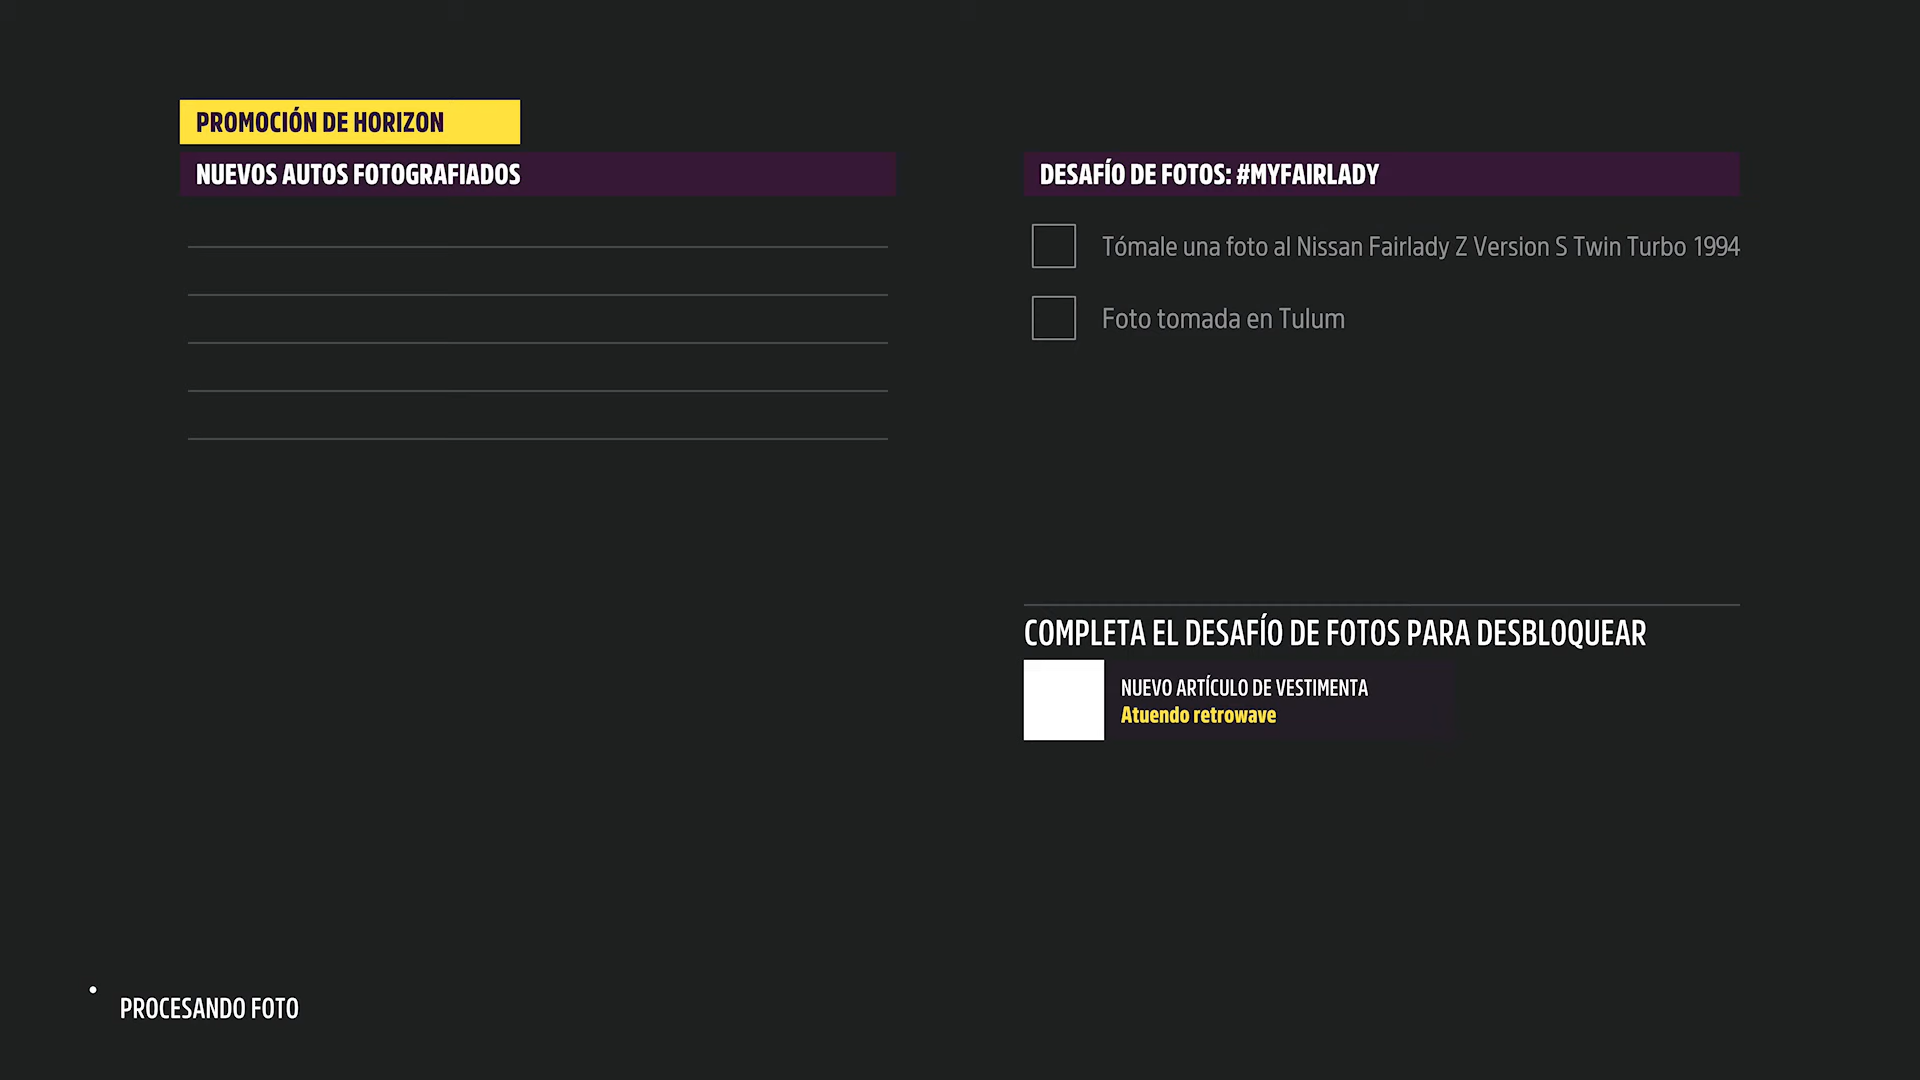 PROMOCIÓN DE HORIZON
NUEVOS AUTOS FOTOGRAFIADOS
DESAFÍO DE FOTOS: #MYFAIRLADY
Tómale una foto al Nissan Fairlady Z Version S Twin Turbo 1994
Foto tomada en Tulum
COMPLETA EL DESAFÍO DE FOTOS PARA DESBLOQUEAR
NUEVO ARTÍCULO DE VESTIMENTA
Atuendo retrowave
PROCESANDO FOTO